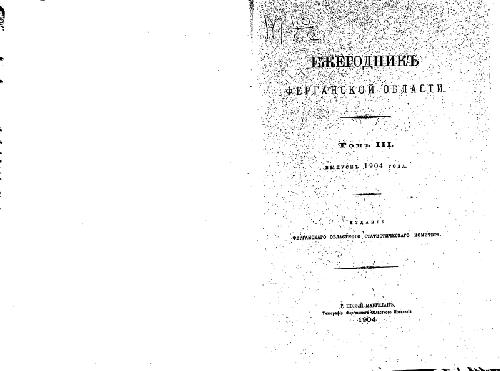 ЕЖЕГОДНИКЪ
ФЕРГАНСКОЙ ОБЛАСТИ.
Томъ III.
ВЫПУСКЪ 1904 ГОДА.
ИЗДАНІЕ
ФЕРГАНСКАГО ОБЛАСТНОГО СТАТИСТИЧЕСКАГО КОМИТЕТА.
Г. НОВЫЙ МАРГЕЛАНЪ.
Типографія Ферганского Областного Правленія
1904